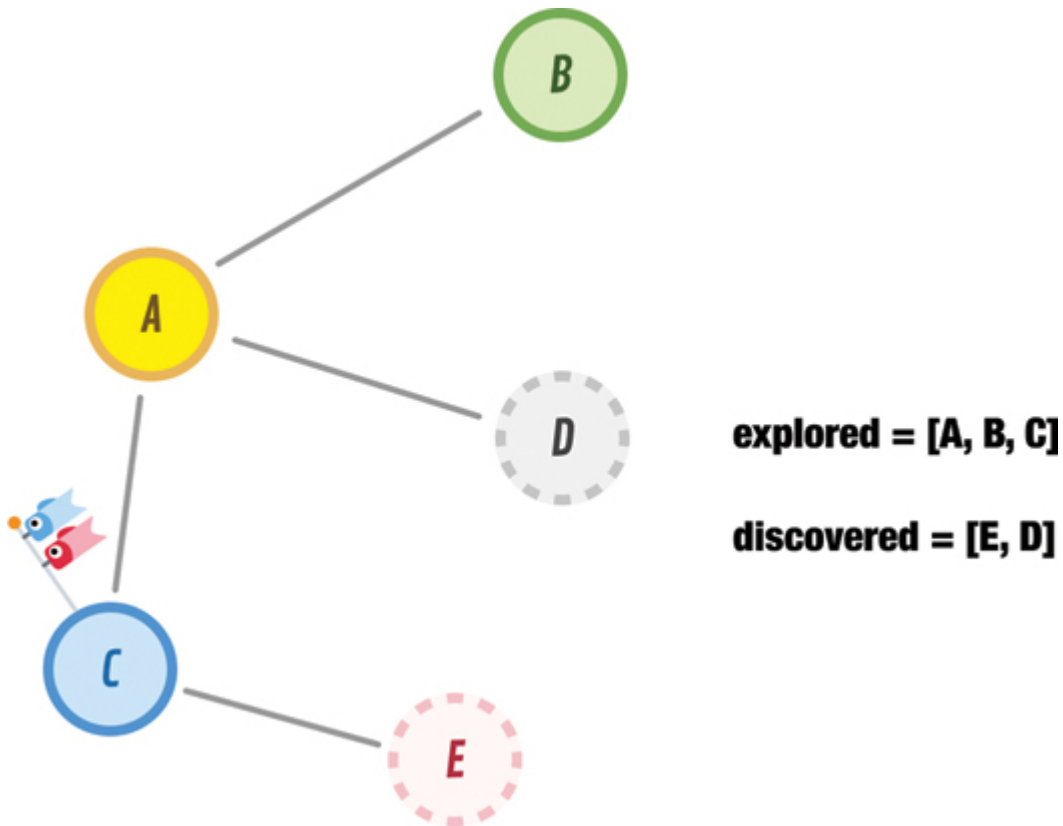 B
A
D
explored = [A, B, C]
discovered = [E, D]
C
E